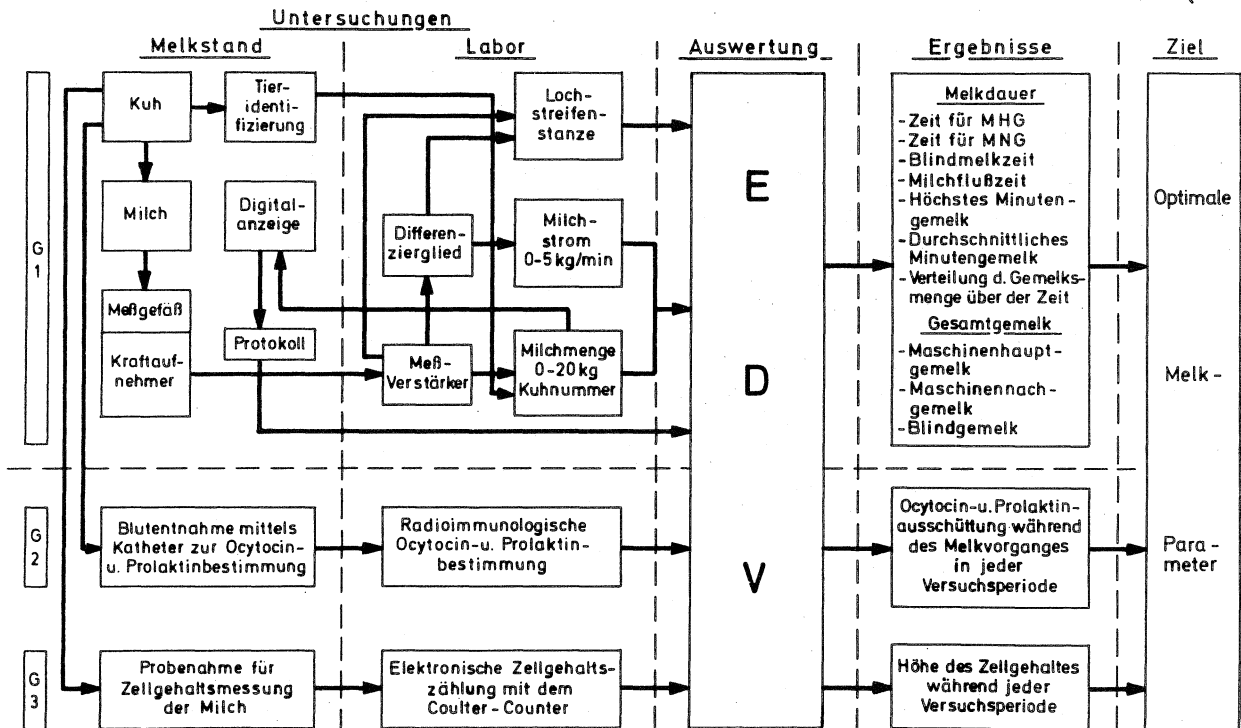 Untersuchungen
Melkstand
Labor
Auswertung
Ergebnisse
Ziel
G
1
Kuh
Tier-
identi-
fizierung
Milch
Digital-
anzeige
Meßgefäß
Kraftauf-
nehmer
Protokoll
Loch-
streifen-
stanze
Differen-
zierglied
Milch-
strom
0-5kg/min
Meß-
Verstärker
Milchmenge
0-20kg
Kuhnummer
E
D
V
Melkdauer
-Zeit für MHG
-Zeit für MNG
-Blindmelkzeit
-Milchflußzeit
-Höchstes Minuten-
gemelk
-Durchschnittliches
Minutengemelk
-Verteilung d. Gemelks-
menge über der Zeit
Gesamtgemelk
-Maschinenhaupt-
gemelk
-Maschinennach-
gemelk
-Blindgemelk
Optimale
Melk-
Para-
meter
G
2
Blutentnahme mittels
Katheter zur Ocytocin-
u. Prolaktinbestimmung
Radioimmunologische
Ocytocin-u. Prolaktin-
bestimmung
Ocytocin-u. Prolaktin-
ausschüttung während
des Melkvorganges
in jeder
Versuchsperiode
G
3
Probenahme für
Zellgehaltsmessung
der Milch
Elektronische Zellgehalts-
zählung mit dem
Coulter-Counter
Höhe des Zellgehaltes
während jeder
Versuchsperiode